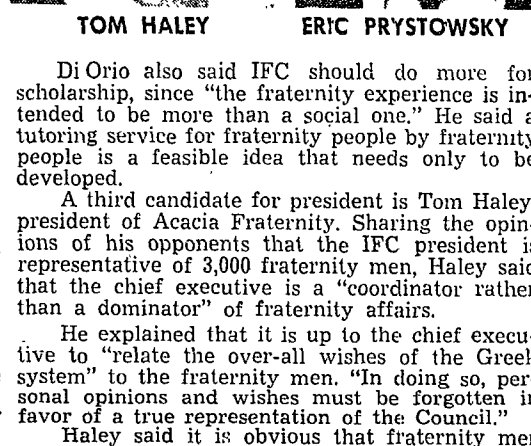 TOM HALEY ERIC PRYSTOWSKY
Di Orio also said IFC should do more for
scholarship, since "the fraternity experience is in-
tended to be more than a social one." He said a
tutoring service for fraternity people by fraternity
people is a feasible idea that needs only to be
developed.
A third candidate for president is Tom Haley
president of Acacia Fraternity. Sharing the opin-
ions of his opponents that the IFC president is
representative of 3,000 fraternity men, Haley said
that the chief executive is a "coordinator rather
than a dominator" of fraternity affairs.
He explained that it is up to the chief execu-
tive to "relate the over-all wishes of the Greek
system" to the fraternity men. "In doing so, per-
sonal opinions and wishes must be forgotten in
favor of a true representation of the Council."
Haley said it is obvious that fraternity me